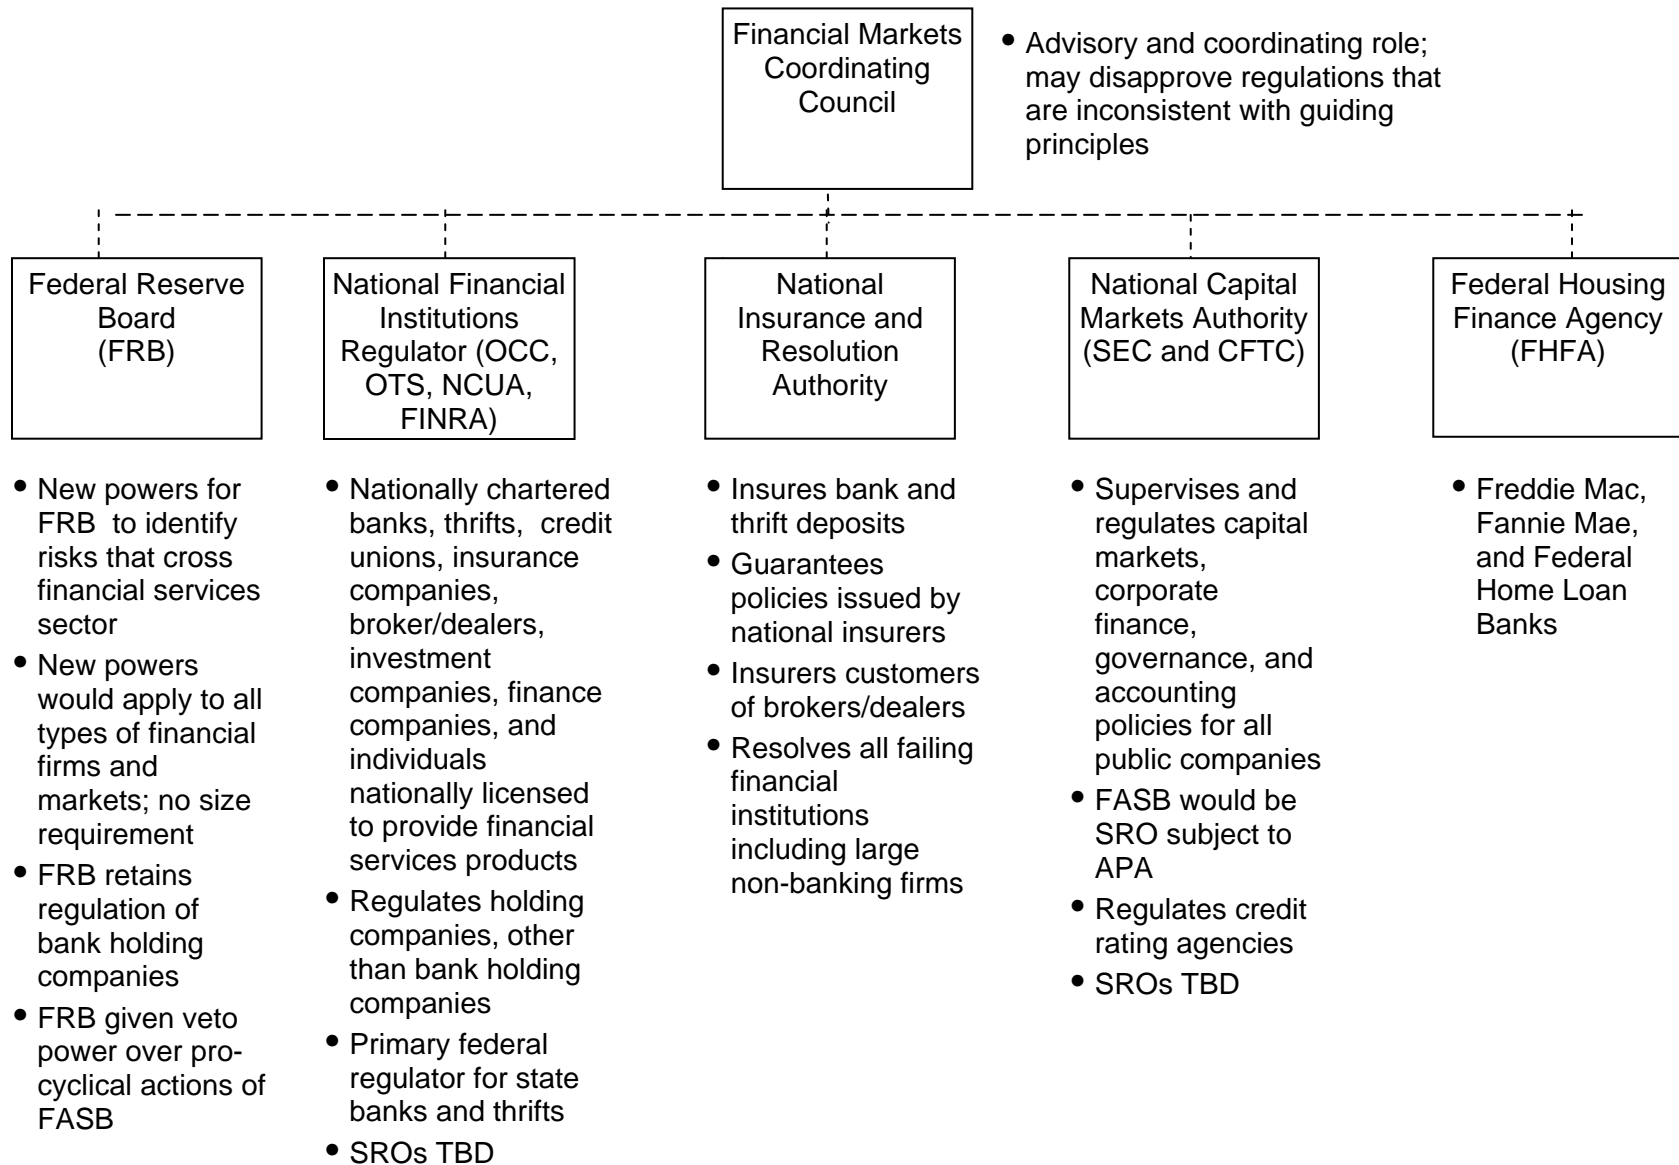 Financial Markets
Coordinating
Council
• Advisory and coordinating role;
may disapprove regulations that
are inconsistent with guiding
principles
Federal Reserve
Board
(FRB)
National Financial
Institutions
Regulator (OCC,
OTS, NCUA,
FINRA)
National
Insurance and
Resolution
Authority
National Capital
Markets Authority
(SEC and CFTC)
Federal Housing
Finance Agency
(FHFA)
• New powers for
FRB to identify
risks that cross
financial services
sector
• New powers
would apply to all
types of financial
firms and
markets; no size
requirement
• FRB retains
regulation of
bank holding
companies
• FRB given veto
power over pro-
cyclical actions of
FASB
• Nationally chartered
banks, thrifts, credit
unions, insurance
companies,
broker/dealers,
investment
companies, finance
companies, and
individuals
nationally licensed
to provide financial
services products
• Regulates holding
companies, other
than bank holding
companies
• Primary federal
regulator for state
banks and thrifts
• SROs TBD
• Insures bank and
thrift deposits
• Guarantees
policies issued by
national insurers
• Insurers customers
of brokers/dealers
• Resolves all failing
financial
institutions
including large
non-banking firms
• Supervises and
regulates capital
markets,
corporate
finance,
governance, and
accounting
policies for all
public companies
• FASB would be
SRO subject to
APA
• Regulates credit
rating agencies
• SROs TBD
• Freddie Mac,
Fannie Mae,
and Federal
Home Loan
Banks